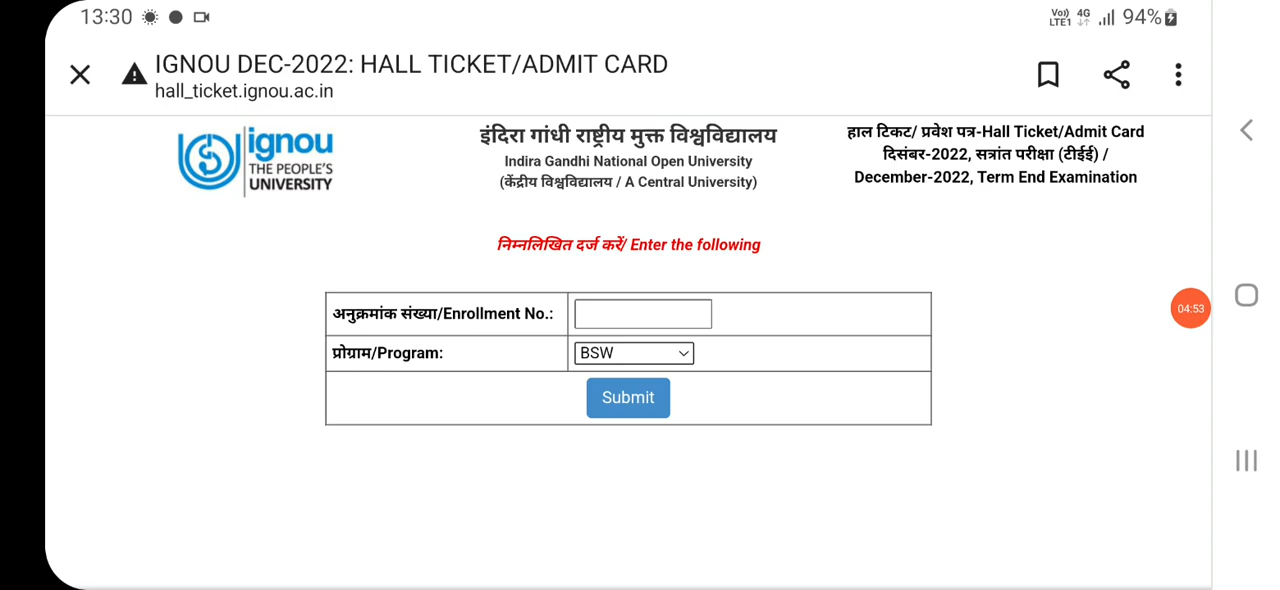 13:30
Vo)) LTE1 4G 94%
IGNOU DEC-2022: HALL TICKET/ADMIT CARD
hall_ticket.ignou.ac.in
ignou
THE PEOPLE'S
UNIVERSITY
इंदिरा गांधी राष्ट्रीय मुक्त विश्वविद्यालय
Indira Gandhi National Open University
(केंद्रीय विश्वविद्यालय / A Central University)
हाल टिकट/ प्रवेश पत्र-Hall Ticket/Admit Card
दिसंबर-2022, सत्रांत परीक्षा (टीईई) /
December-2022, Term End Examination
निम्नलिखित दर्ज करें/ Enter the following
अनुक्रमांक संख्या/Enrollment No.:
प्रोग्राम/Program: BSW
Submit
04:53